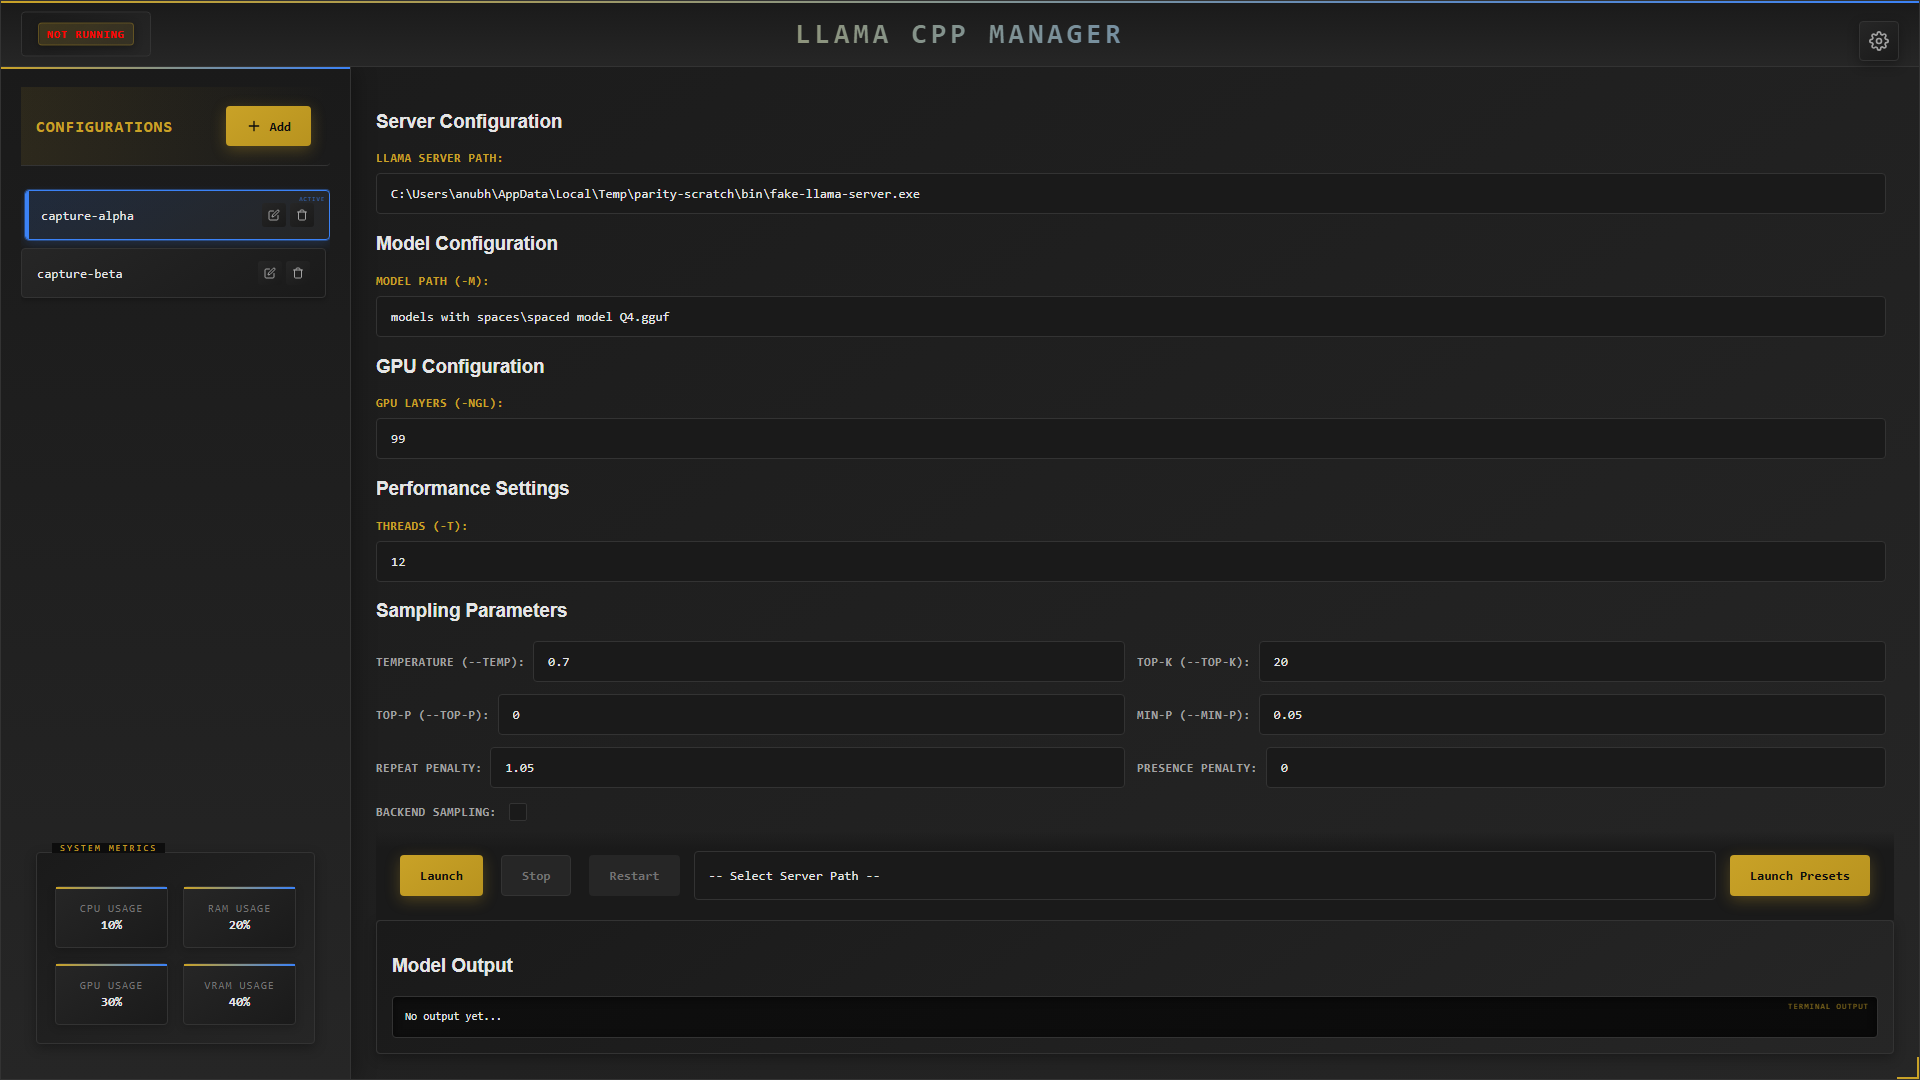 NOT RUNNING
LLAMA CPP MANAGER
CONFIGURATIONS
+ Add
ACTIVE
capture-alpha
capture-beta
SYSTEM METRICS
CPU USAGE
10%
RAM USAGE
20%
GPU USAGE
30%
VRAM USAGE
40%
Server Configuration
LLAMA SERVER PATH:
C:\Users\anubh\AppData\Local\Temp\parity-scratch\bin\fake-llama-server.exe
Model Configuration
MODEL PATH (-M):
models with spaces\spaced model Q4.gguf
GPU Configuration
GPU LAYERS (-NGL):
99
Performance Settings
THREADS (-T):
12
Sampling Parameters
TEMPERATURE (--TEMP): 0.7
TOP-K (--TOP-K): 20
TOP-P (--TOP-P): 0
MIN-P (--MIN-P): 0.05
REPEAT PENALTY: 1.05
PRESENCE PENALTY: 0
BACKEND SAMPLING:
Launch
Stop
Restart
-- Select Server Path --
Launch Presets
Model Output
TERMINAL OUTPUT
No output yet...